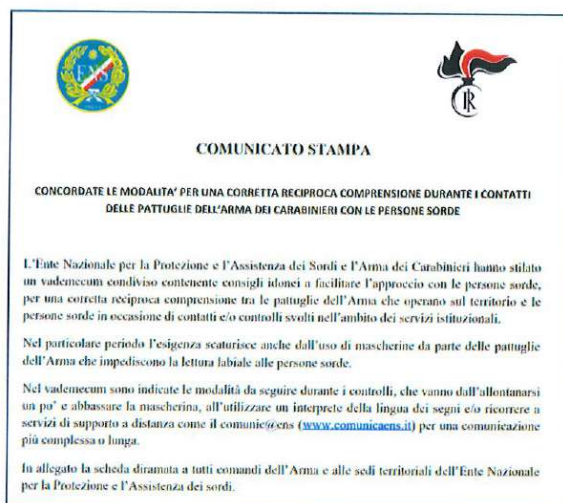 ENS
COMUNICATO STAMPA
CONCORDATE LE MODALITA' PER UNA CORRETTA RECIPROCA COMPRENSIONE DURANTE I CONTATTI
DELLE PATTUGLIE DELL'ARMA DEI CARABINIERI CON LE PERSONE SORDE
L'Ente Nazionale per la Protezione e l'Assistenza dei Sordi e l'Arma dei Carabinieri hanno stilato
un vademecum condiviso contenente consigli idonei a facilitare l'approccio con le persone sorde,
per una corretta reciproca comprensione tra le pattuglie dell'Arma che operano sul territorio e le
persone sorde in occasione di contatti e/o controlli svolti nell'ambito dei servizi istituzionali.
Nel particolare periodo l'esigenza scaturisce anche dall'uso di mascherine da parte delle pattuglie
dell'Arma che impediscono la lettura labiale alle persone sorde.
Nel vademecum sono indicate le modalità da seguire durante i controlli, che vanno dall'allontanarsi
un po' e abbassare la mascherina, all'utilizzare un interprete della lingua dei segni e/o ricorrere a
servizi di supporto a distanza come il comunic@ens (www.comunicaens.it) per una comunicazione
più complessa o lunga.
In allegato la scheda diramata a tutti comandi dell'Arma e alle sedi territoriali dell'Ente Nazionale
per la Protezione e l'Assistenza dei sordi.